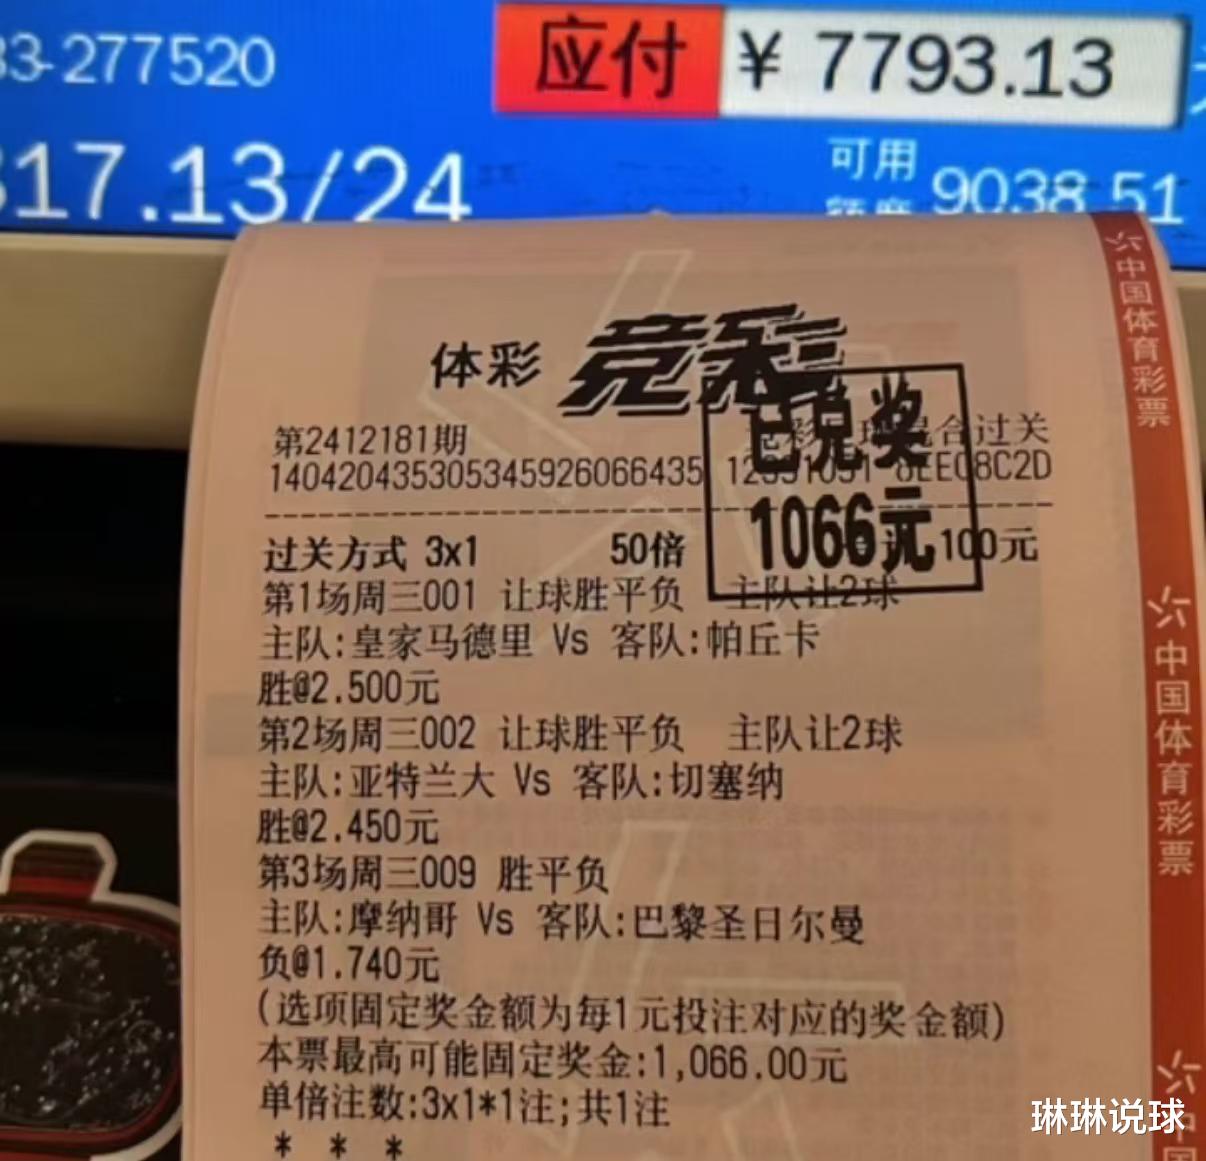 33-277520
应付 ¥ 7793.13
317.13/24
可用 9038.51
额度
体彩 竞彩
已兑奖
1066元
第2412181期 混合过关
140420435305345926066435 8EE08C2D
过关方式 3x1 50倍 100元
第1场周三001 让球胜平负 主队让2球
主队:皇家马德里 Vs 客队:帕丘卡
胜@2.500元
第2场周三002 让球胜平负 主队让2球
主队:亚特兰大 Vs 客队:切塞纳
胜@2.450元
第3场周三009 胜平负
主队:摩纳哥 Vs 客队:巴黎圣日尔曼
负@1.740元
(选项固定奖金额为每1元投注对应的奖金额)
本票最高可能固定奖金:1,066.00元
单倍注数:3x1*1注;共1注
* * *
中国体育彩票
中国体育彩票
中国
琳琳说球